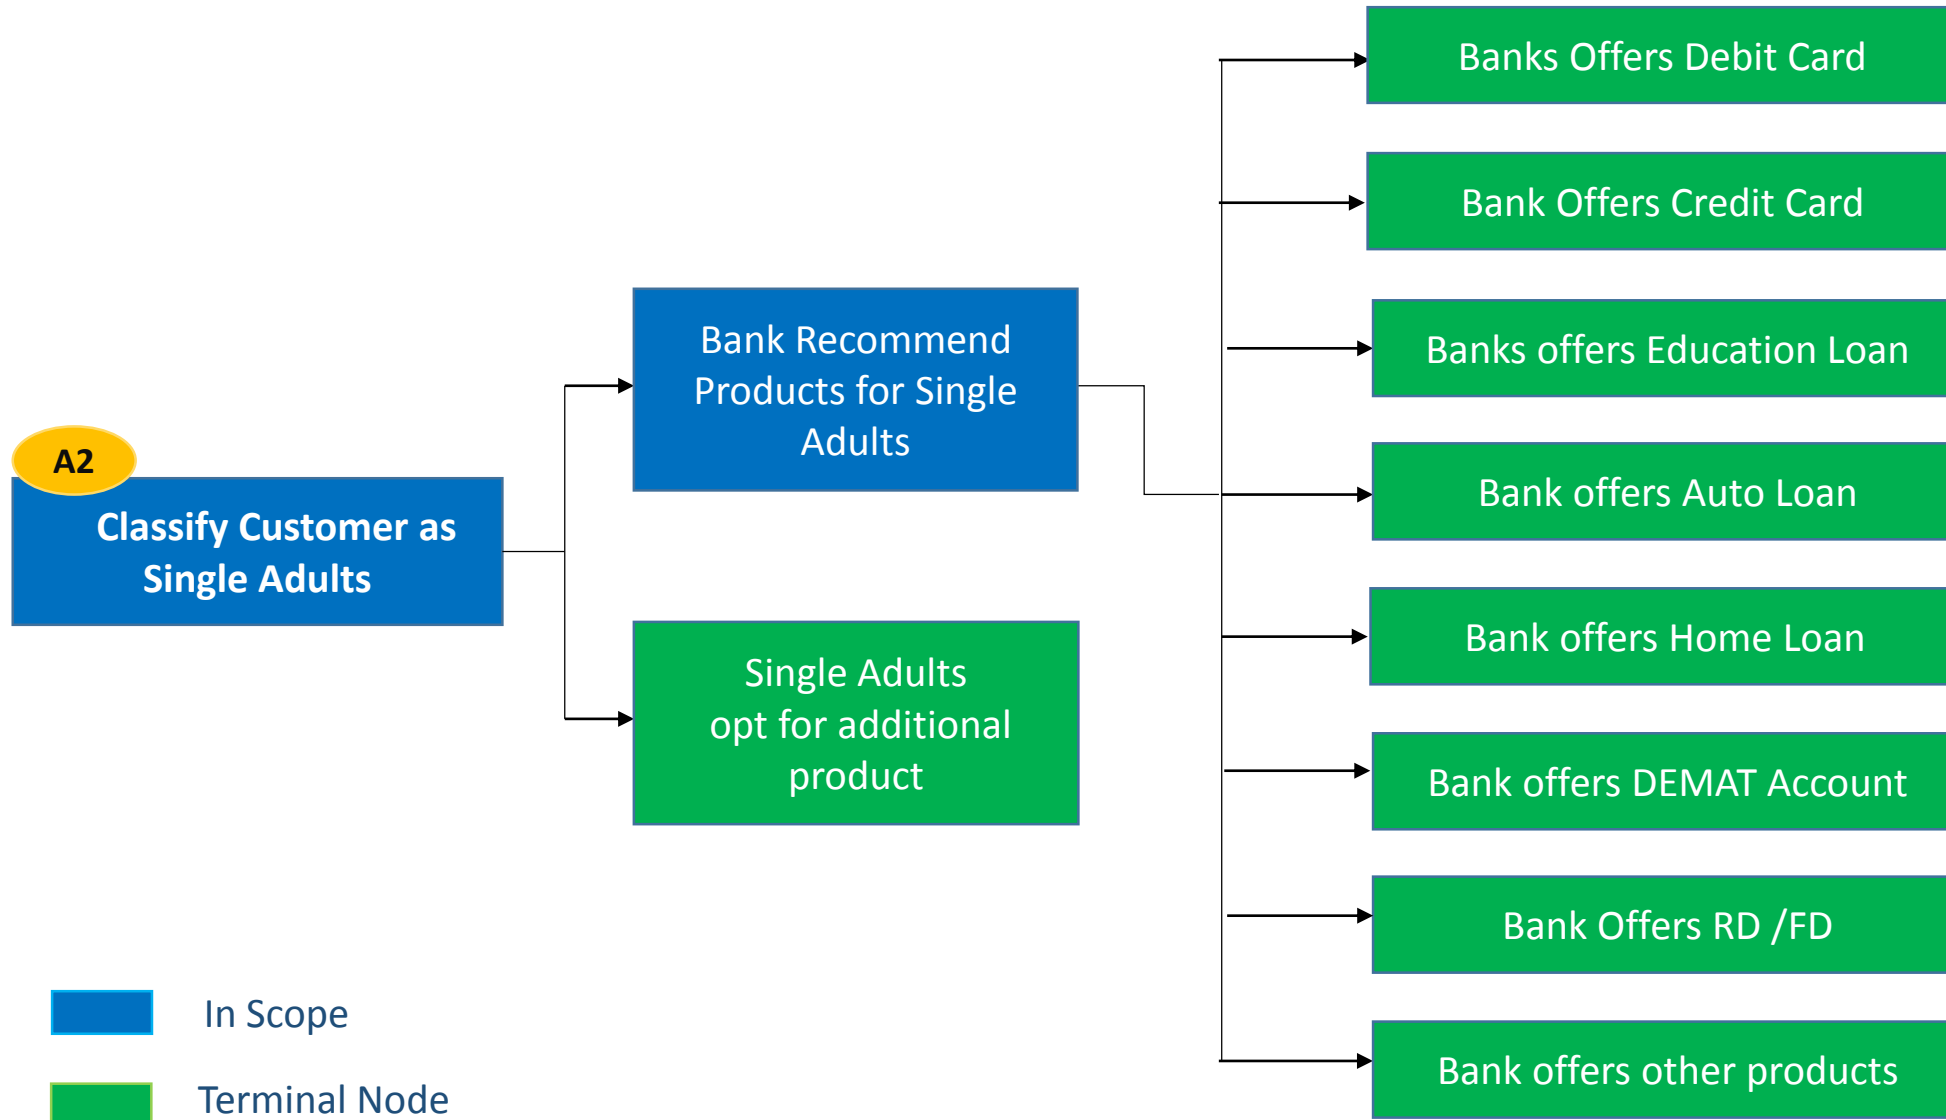 A2
Classify Customer as
Single Adults
Bank Recommend
Products for Single
Adults
Single Adults
opt for additional
product
Banks Offers Debit Card
Bank Offers Credit Card
Banks offers Education Loan
Bank offers Auto Loan
Bank offers Home Loan
Bank offers DEMAT Account
Bank Offers RD /FD
Bank offers other products
In Scope
Terminal Node